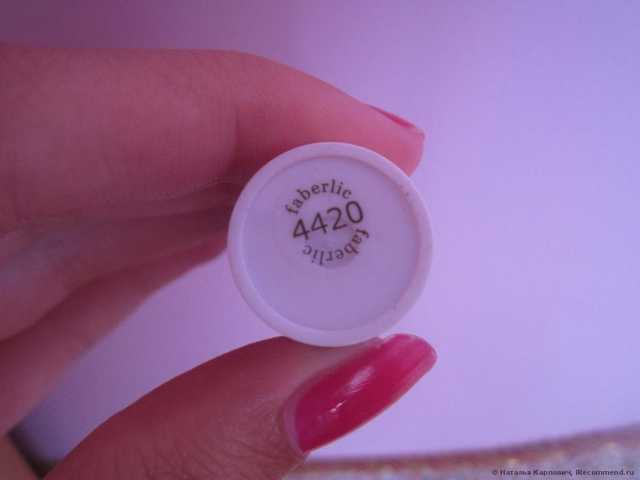 faberlic
4420
faberlic
© Наталья Карпович, IRecommend.ru